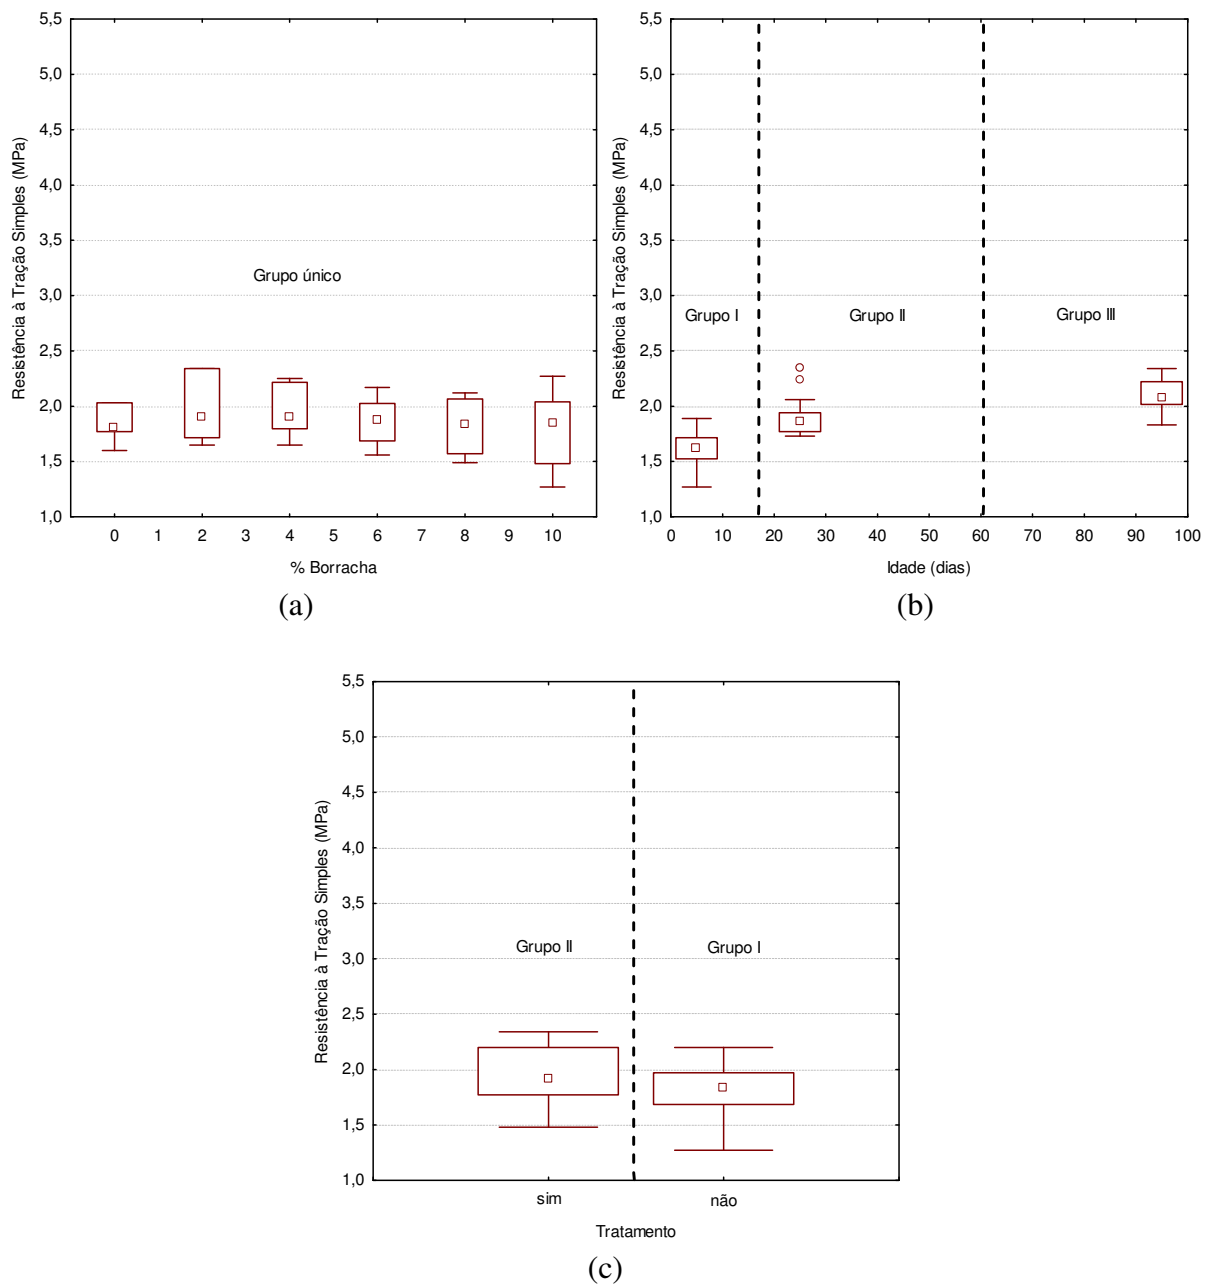 5,5
5,0
4,5
4,0
3,5
3,0
2,5
2,0
1,5
1,0
Resistência à Tração Simples (MPa)
Grupo único
0 1 2 3 4 5 6 7 8 9 10
% Borracha
(a)
5,5
5,0
4,5
4,0
3,5
3,0
2,5
2,0
1,5
1,0
Resistência à Tração Simples (MPa)
Grupo I Grupo II Grupo III
0 10 20 30 40 50 60 70 80 90 100
Idade (dias)
(b)
5,5
5,0
4,5
4,0
3,5
3,0
2,5
2,0
1,5
1,0
Resistência à Tração Simples (MPa)
Grupo II Grupo I
sim não
Tratamento
(c)